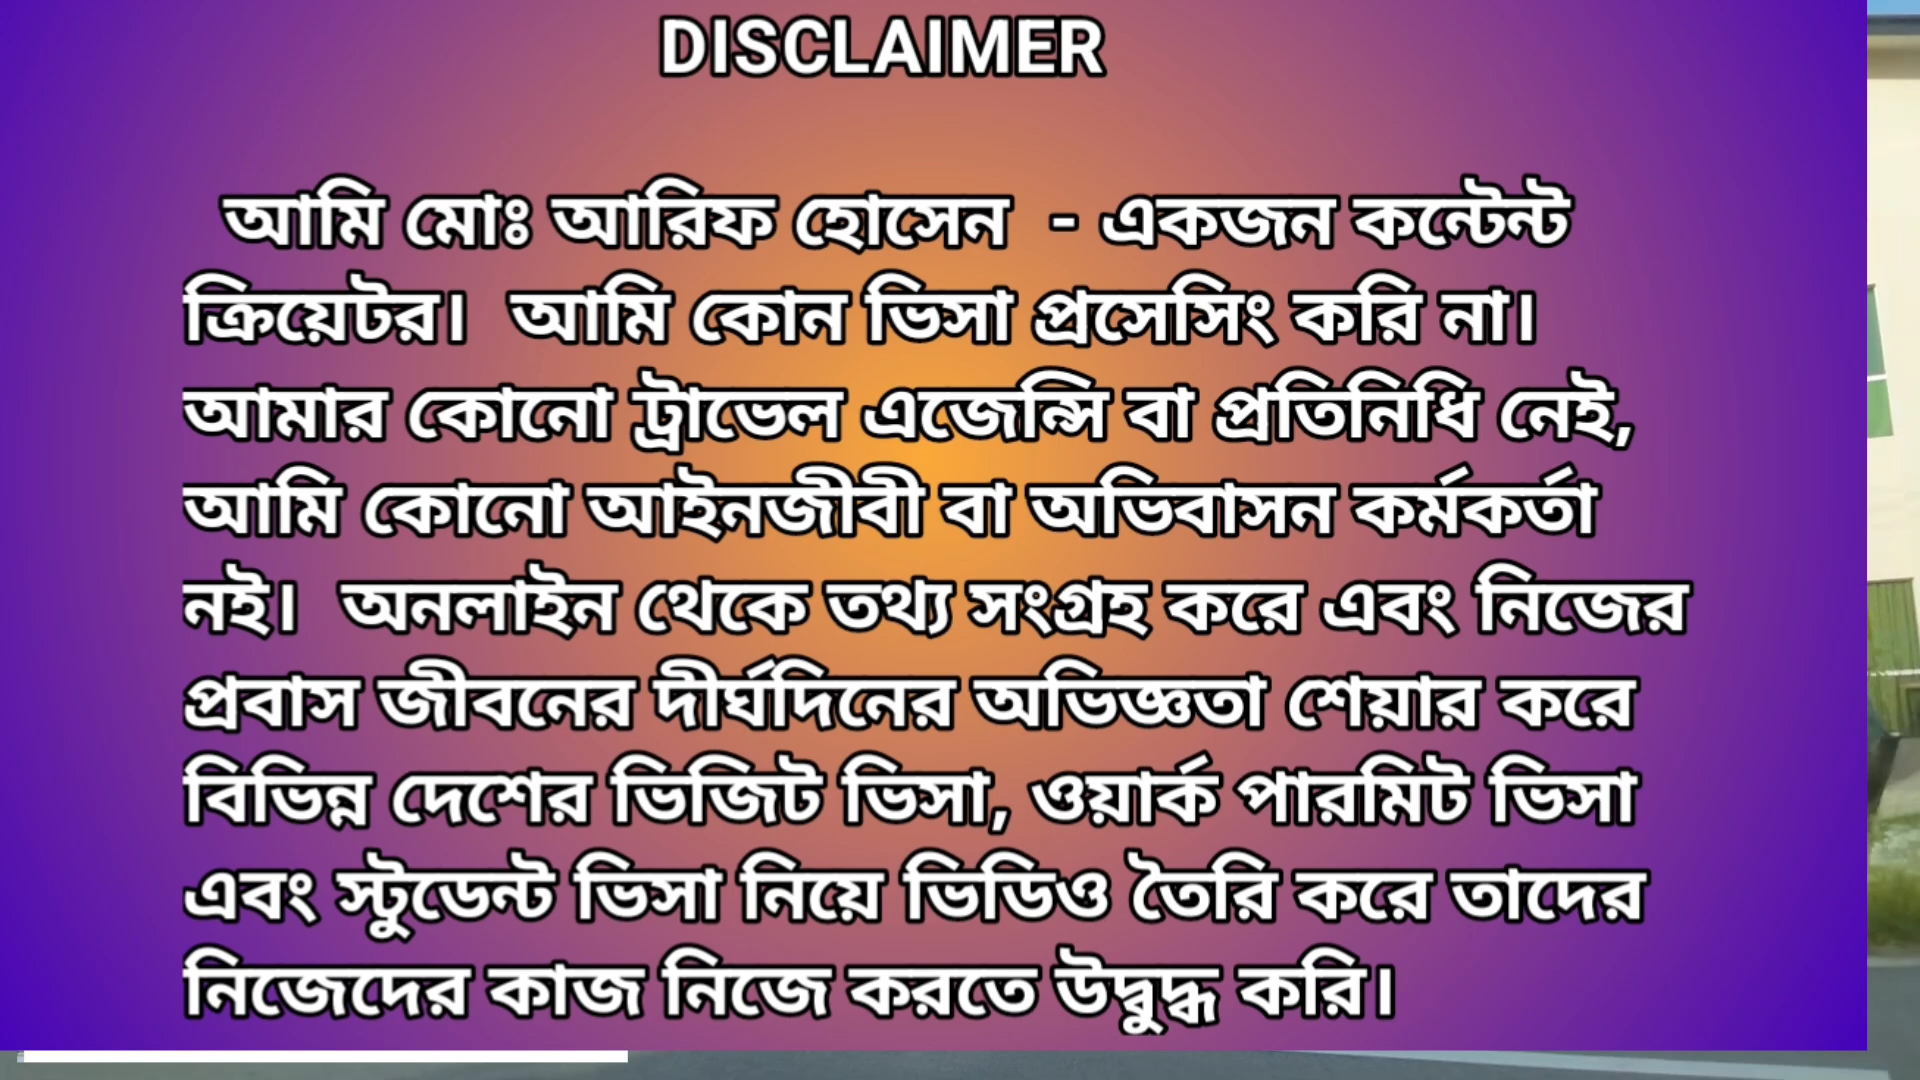 DISCLAIMER
আমি মোঃ আরিফ হোসেন - একজন কন্টেন্ট
ক্রিয়েটর। আমি কোন ভিসা প্রসেসিং করি না।
আমার কোনো ট্রাভেল এজেন্সি বা প্রতিনিধি নেই,
আমি কোনো আইনজীবী বা অভিবাসন কর্মকর্তা
নই। অনলাইন থেকে তথ্য সংগ্রহ করে এবং নিজের
প্রবাস জীবনের দীর্ঘদিনের অভিজ্ঞতা শেয়ার করে
বিভিন্ন দেশের ভিজিট ভিসা, ওয়ার্ক পারমিট ভিসা
এবং স্টুডেন্ট ভিসা নিয়ে ভিডিও তৈরি করে তাদের
নিজেদের কাজ নিজে করতে উদ্বুদ্ধ করি।